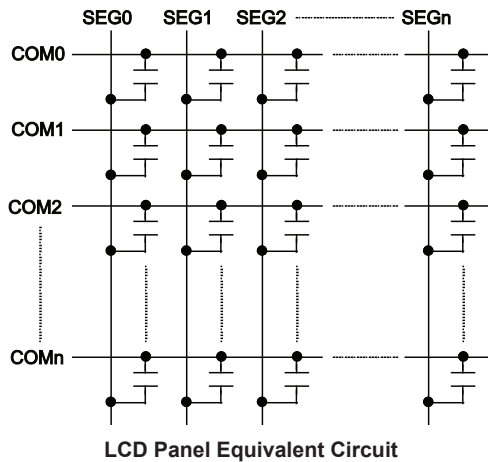 SEG0 SEG1 SEG2 SEGn
COM0
COM1
COM2
COMn
LCD Panel Equivalent Circuit